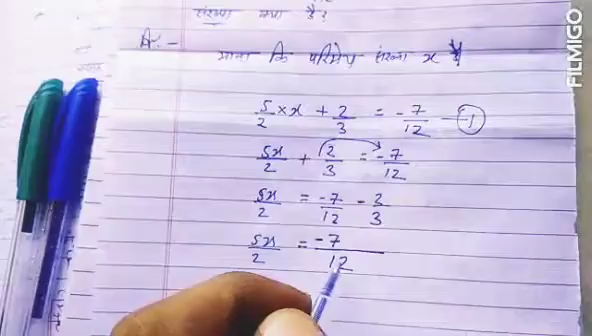 संख्या क्या है?
FILMIGO
माना कि परिमेय संख्या x है
5/2 × x + 2/3 = -7/12 -①
5x/2 + 2/3 = -7/12
5x/2 = -7/12 - 2/3
5x/2 = -7/12